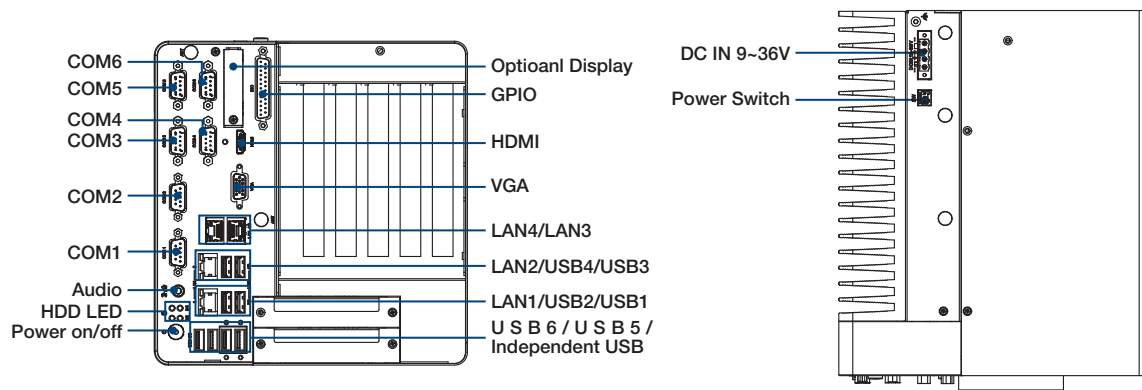 COM6
COM5
COM4
COM3
COM2
COM1
Audio
HDD LED
Power on/off
Optioanl Display
GPIO
HDMI
VGA
LAN4/LAN3
LAN2/USB4/USB3
LAN1/USB2/USB1
U S B 6 / U S B 5 /
Independent USB
DC IN 9~36V
Power Switch